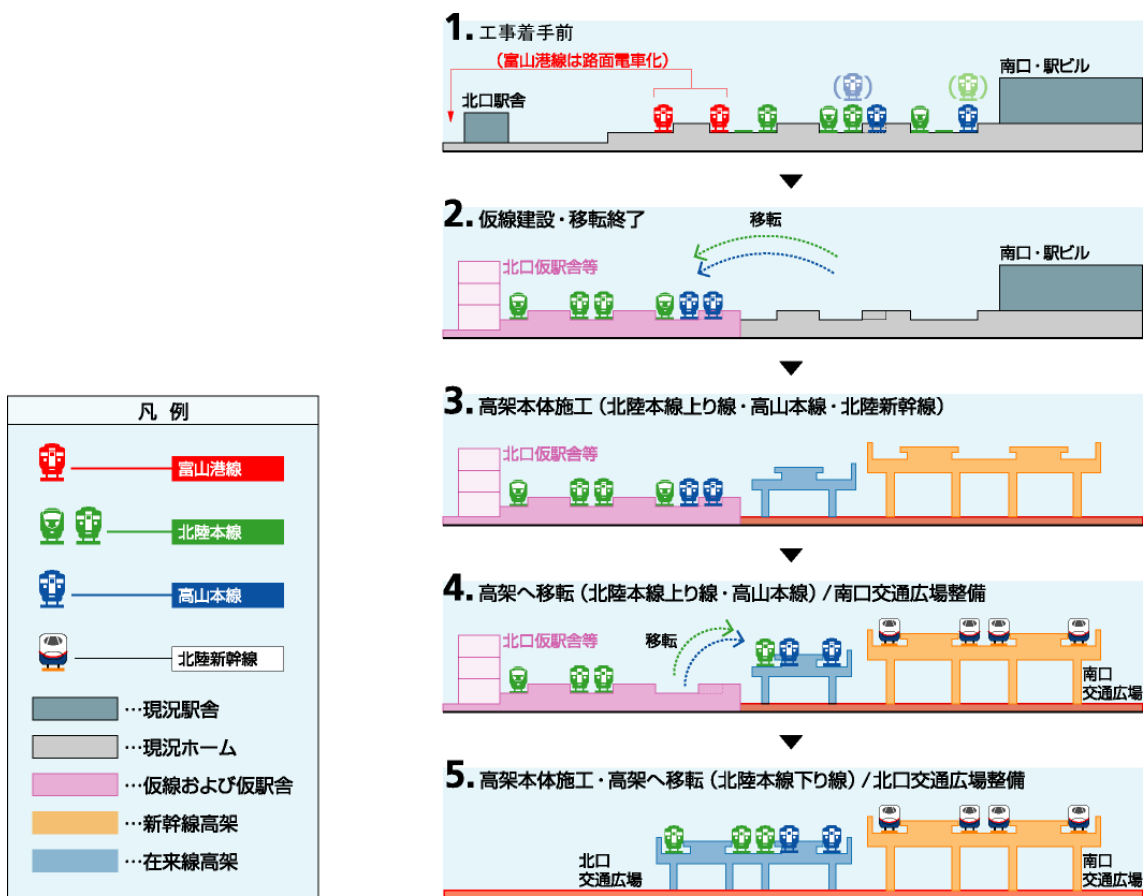 1. 工事着手前
(富山港線は路面電車化)
北口駅舎
南口・駅ビル
2. 仮線建設・移転終了
移転
北口仮駅舎等
南口・駅ビル
3. 高架本体施工(北陸本線上り線・高山本線・北陸新幹線)
北口仮駅舎等
4. 高架へ移転(北陸本線上り線・高山本線)/南口交通広場整備
北口仮駅舎等
移転
南口
交通広場
5. 高架本体施工・高架へ移転(北陸本線下り線)/北口交通広場整備
北口
交通広場
南口
交通広場
凡 例
富山港線
北陸本線
高山本線
北陸新幹線
…現況駅舎
…現況ホーム
…仮線および仮駅舎
…新幹線高架
…在来線高架